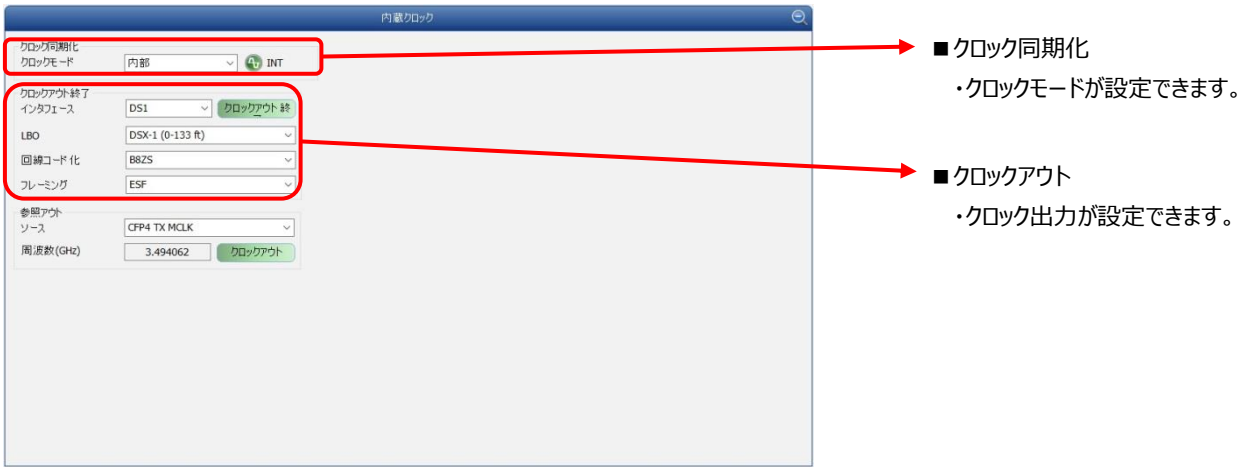 内蔵クロック
クロック同期化
クロックモード 内部 INT
クロックアウト終了
インタフェース DS1 クロックアウト 終
LBO DSX-1 (0-133 ft)
回線コード化 B8ZS
フレーミング ESF
参照アウト
ソース CFP4 TX MCLK
周波数(GHz) 3.494062 クロックアウト
■クロック同期化
・クロックモードが設定できます。
■クロックアウト
・クロック出力が設定できます。